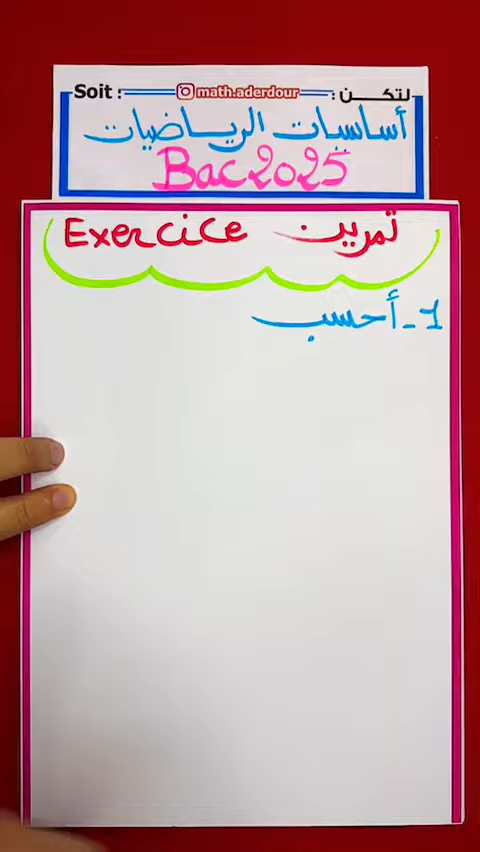 Soit : math.aderdour لتكن :
أساسيات الرياضيات
Bac2025
Exercice تمرين
1 - أحسب